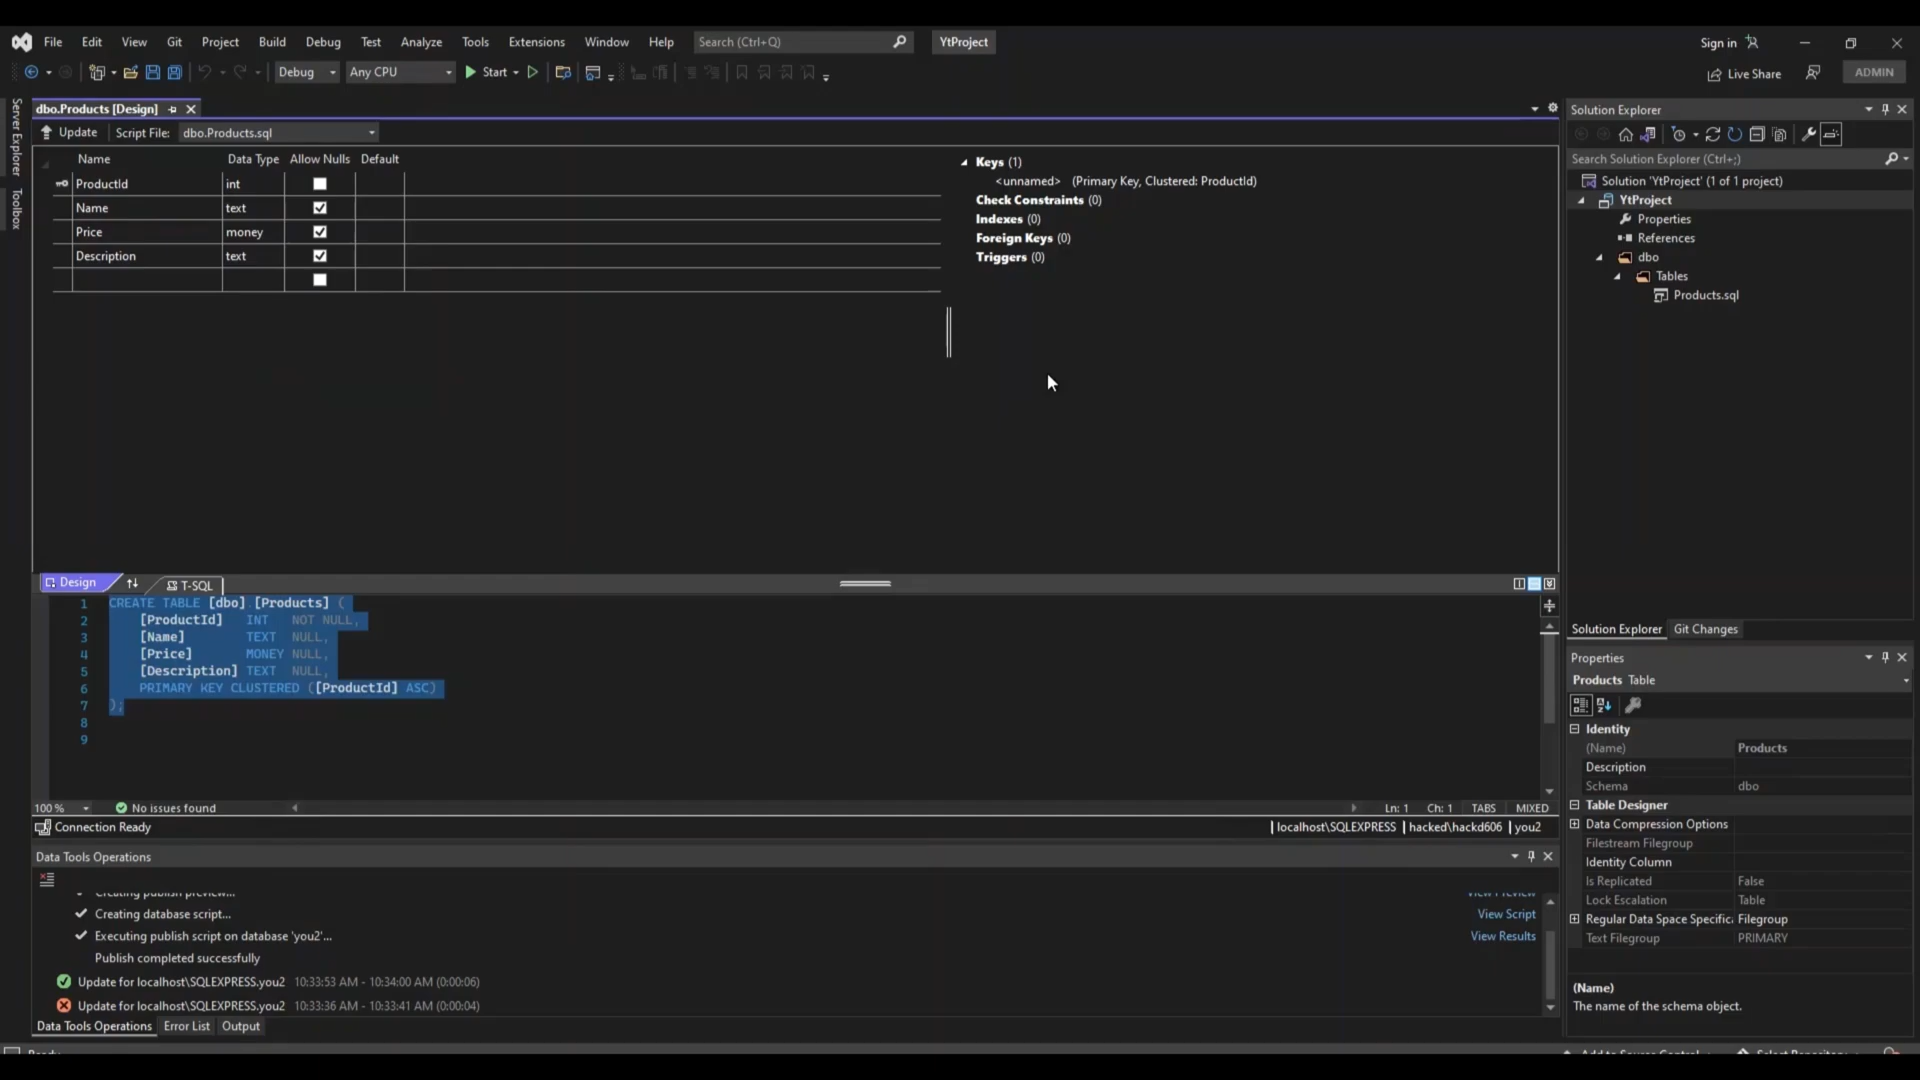 File Edit View Git Project Build Debug Test Analyze Tools Extensions Window Help Search (Ctrl+Q) YtProject Sign in
Debug Any CPU Start Live Share ADMIN
Server Explorer
Toolbox
dbo.Products [Design]
Update Script File: dbo.Products.sql
Name Data Type Allow Nulls Default
ProductId int
Name text
Price money
Description text
Keys (1)
<unnamed> (Primary Key, Clustered: ProductId)
Check Constraints (0)
Indexes (0)
Foreign Keys (0)
Triggers (0)
Design T-SQL
1 CREATE TABLE [dbo].[Products] (
2 [ProductId] INT NOT NULL,
3 [Name] TEXT NULL,
4 [Price] MONEY NULL,
5 [Description] TEXT NULL,
6 PRIMARY KEY CLUSTERED ([ProductId] ASC)
7 );
8
9
100 % No issues found Ln: 1 Ch: 1 TABS MIXED
Connection Ready localhost\SQLEXPRESS hacked\hackd606 you2
Data Tools Operations
Creating publish preview... View Preview
Creating database script... View Script
Executing publish script on database 'you2'... View Results
Publish completed successfully
Update for localhost\SQLEXPRESS.you2 10:33:53 AM - 10:34:00 AM (0:00:06)
Update for localhost\SQLEXPRESS.you2 10:33:36 AM - 10:33:41 AM (0:00:04)
Data Tools Operations Error List Output
Solution Explorer
Search Solution Explorer (Ctrl+;)
Solution 'YtProject' (1 of 1 project)
YtProject
Properties
References
dbo
Tables
Products.sql
Solution Explorer Git Changes
Properties
Products Table
Identity
(Name) Products
Description
Schema dbo
Table Designer
Data Compression Options
Filestream Filegroup
Identity Column
Is Replicated False
Lock Escalation Table
Regular Data Space Specific Filegroup
Text Filegroup PRIMARY
(Name)
The name of the schema object.
Ready Add to Source Control Select Repository